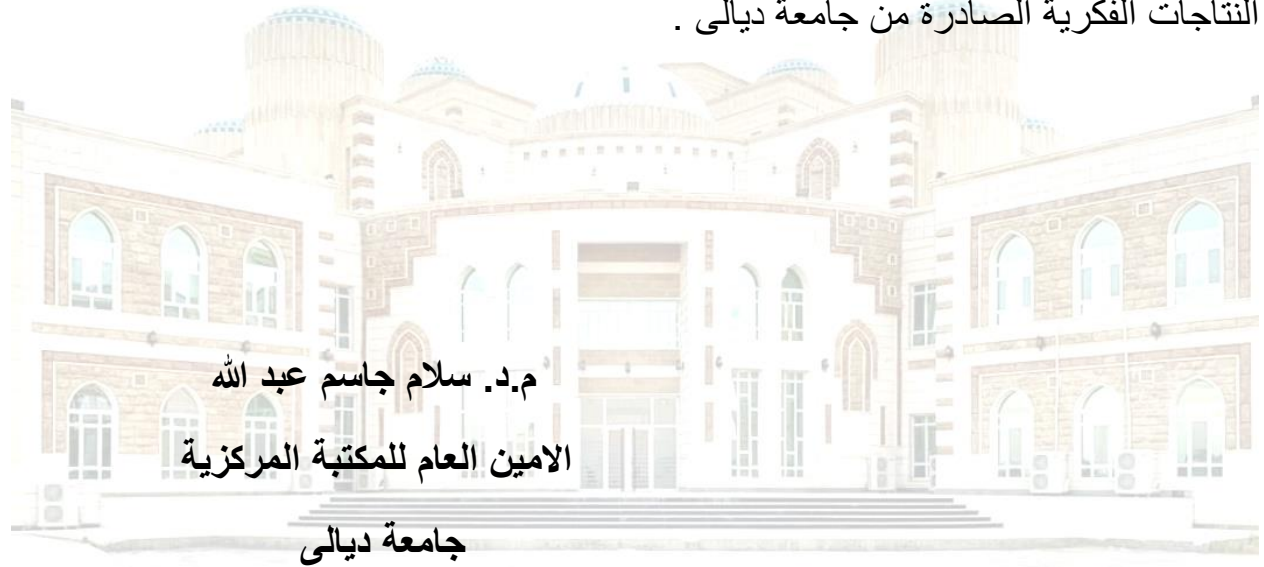 النتاجات الفكرية الصادرة من جامعة ديالى .
م.د. سلام جاسم عبد الله
الامين العام للمكتبة المركزية
جامعة ديالى